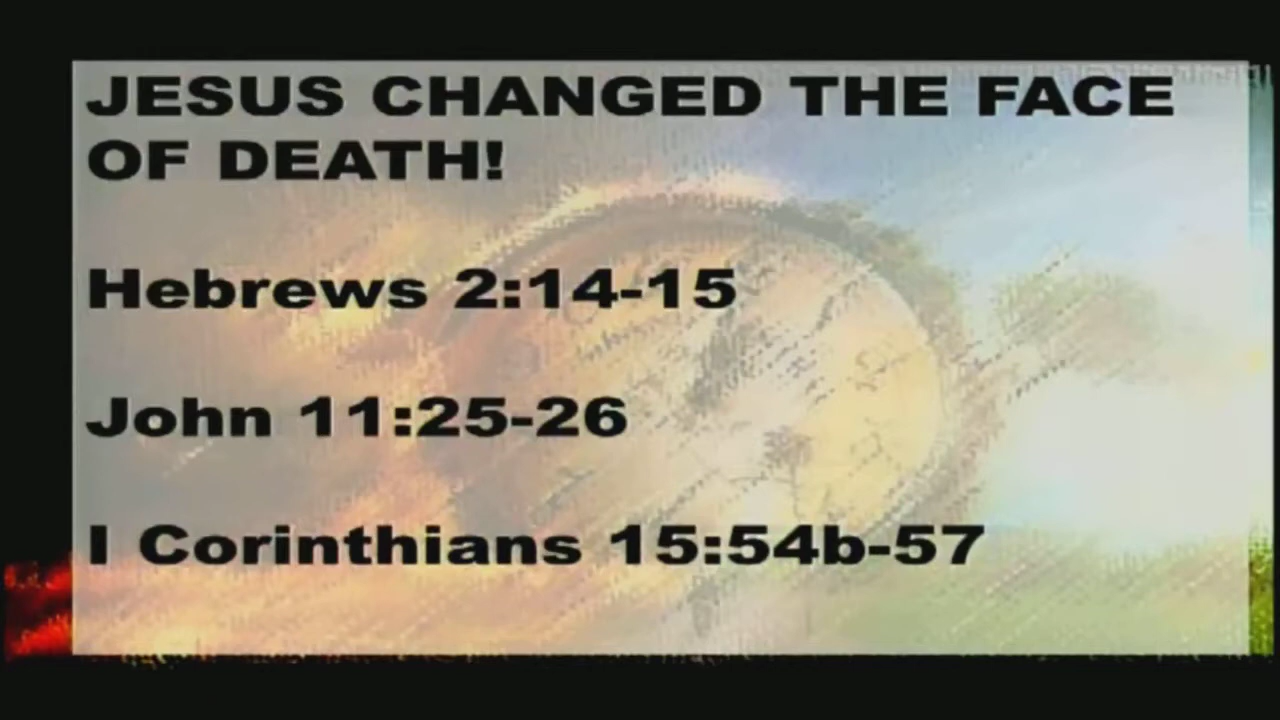 JESUS CHANGED THE FACE
OF DEATH!
Hebrews 2:14-15
John 11:25-26
I Corinthians 15:54b-57